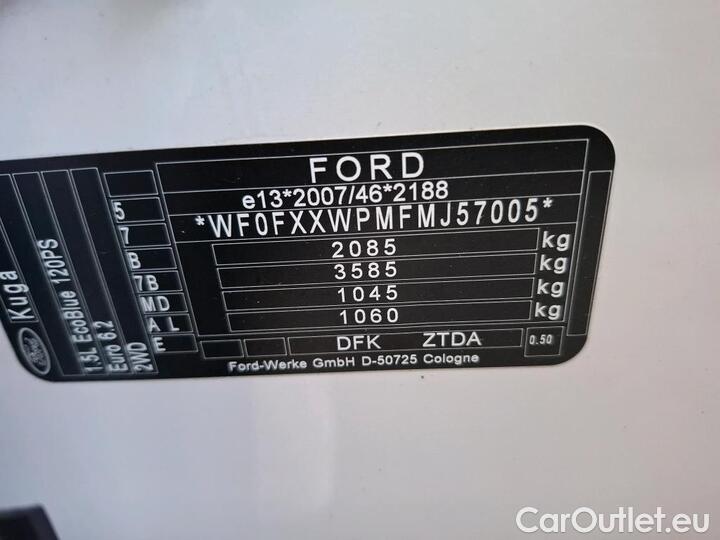 FORD
e13*2007/46*2188
*WF0FXXWPMFMJ57005*
2085 kg
3585 kg
1045 kg
1060 kg
DFK ZTDA 0.50
Ford-Werke GmbH D-50725 Cologne
5
7
B
7B
MD
AL
E
Ford
Kuga
1.5L EcoBlue 120PS
Euro 6.2
2WD
CarOutlet.eu